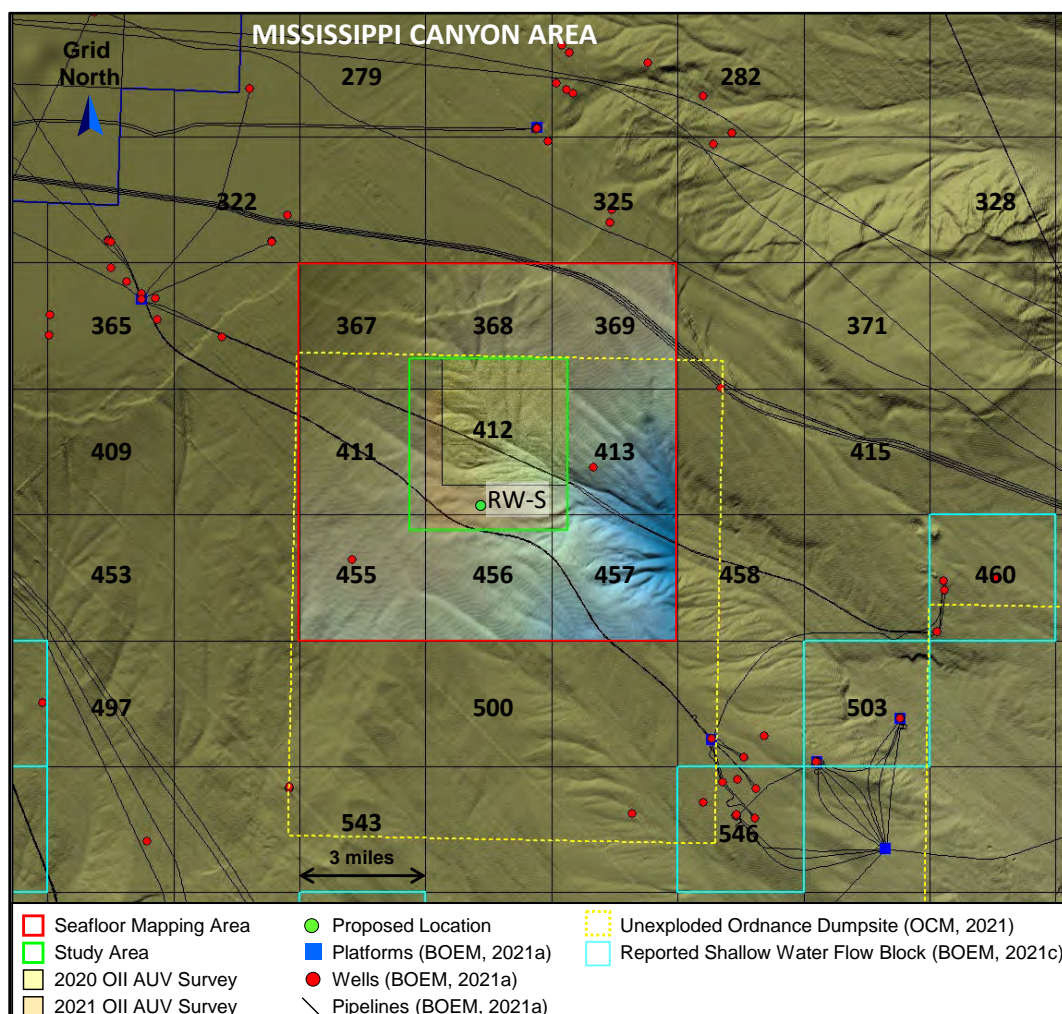 MISSISSIPPI CANYON AREA
Grid
North
279
282
322
325
328
365
367
368
369
371
409
411
412
413
415
RW-S
453
455
456
457
458
460
497
500
503
543
546
3 miles
Seafloor Mapping Area
Study Area
2020 OII AUV Survey
2021 OII AUV Survey
Proposed Location
Platforms (BOEM, 2021a)
Wells (BOEM, 2021a)
Pipelines (BOEM, 2021a)
Unexploded Ordnance Dumpsite (OCM, 2021)
Reported Shallow Water Flow Block (BOEM, 2021c)